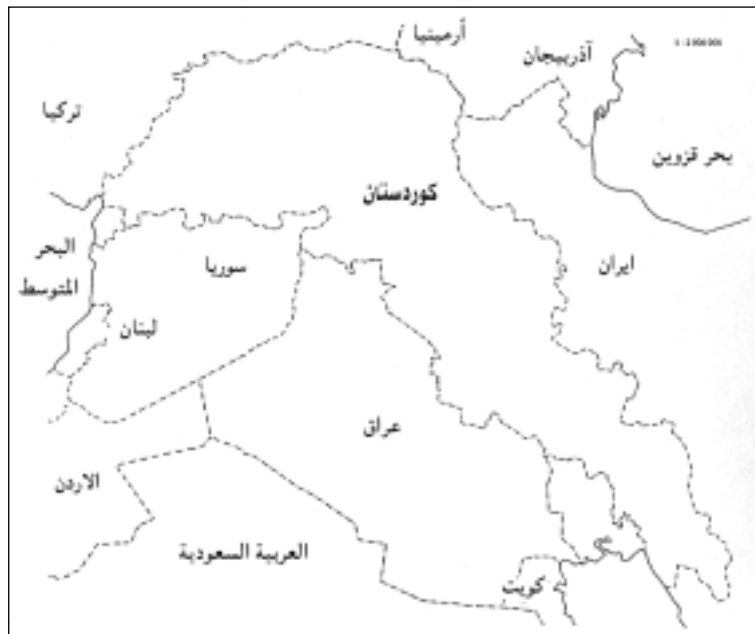 أرمينيا
آذربيجان
تركيا
بحر قزوين
كوردستان
البحر
المتوسط
سوريا
ايران
لبنان
عراق
الاردن
العربية السعودية
كويت